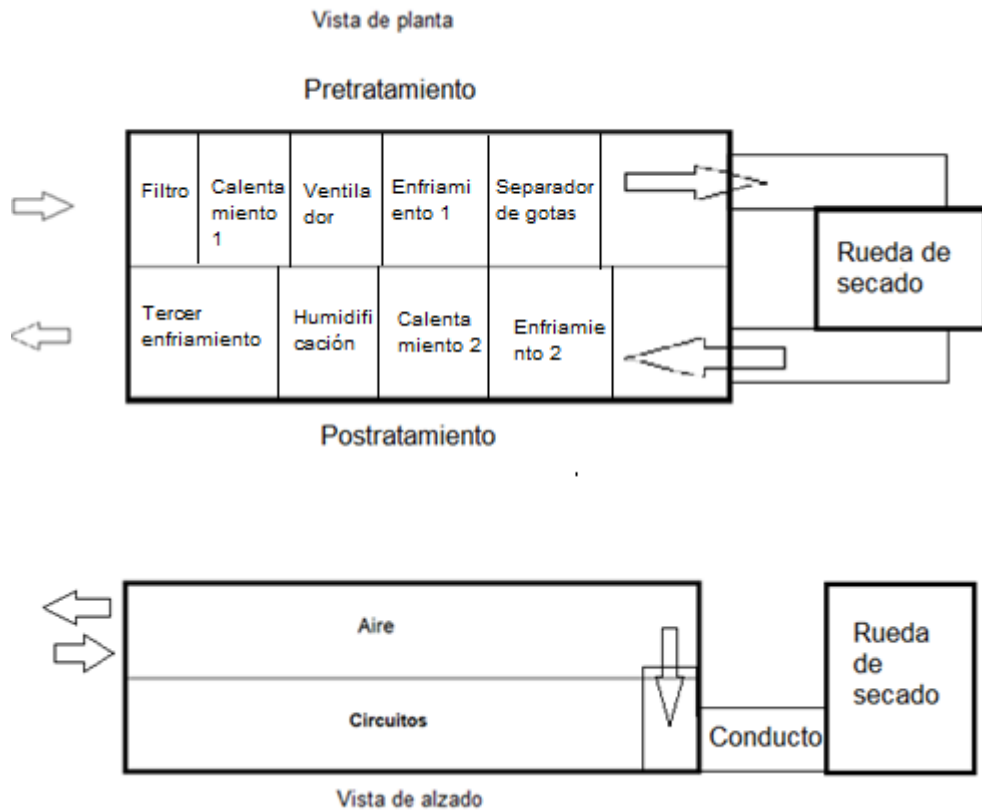 Vista de planta
Pretratamiento
Filtro
Calenta
miento
1
Ventila
dor
Enfriami
ento 1
Separador
de gotas
Rueda de
secado
Tercer
enfriamiento
Humidifi
cación
Calenta
miento 2
Enfriamie
nto 2
Postratamiento
Aire
Circuitos
Conducto
Rueda
de
secado
Vista de alzado